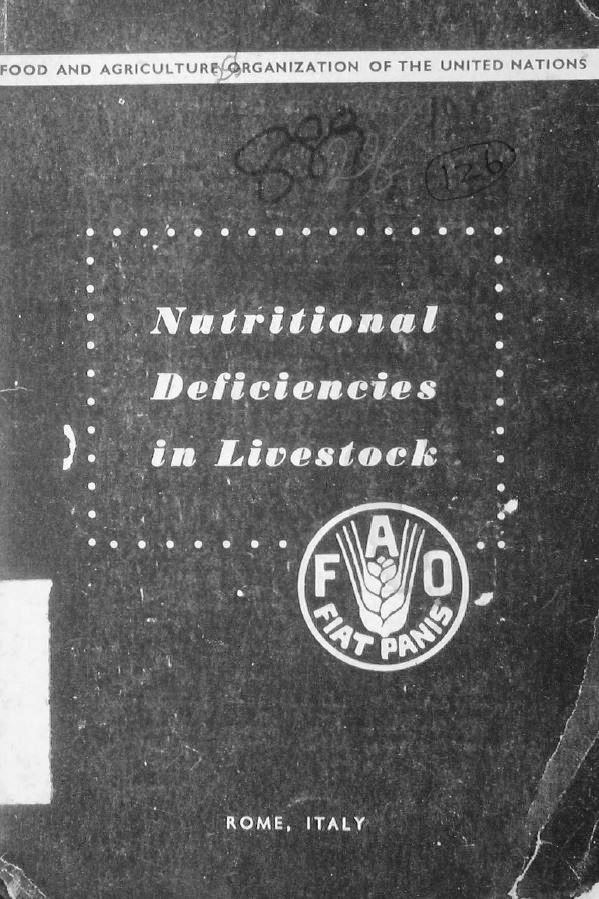 FOOD AND AGRICULTURE ORGANIZATION OF THE UNITED NATIONS
126
Nutritional
Deficiencies
in Livestock
F A O
FIAT PANIS
ROME, ITALY